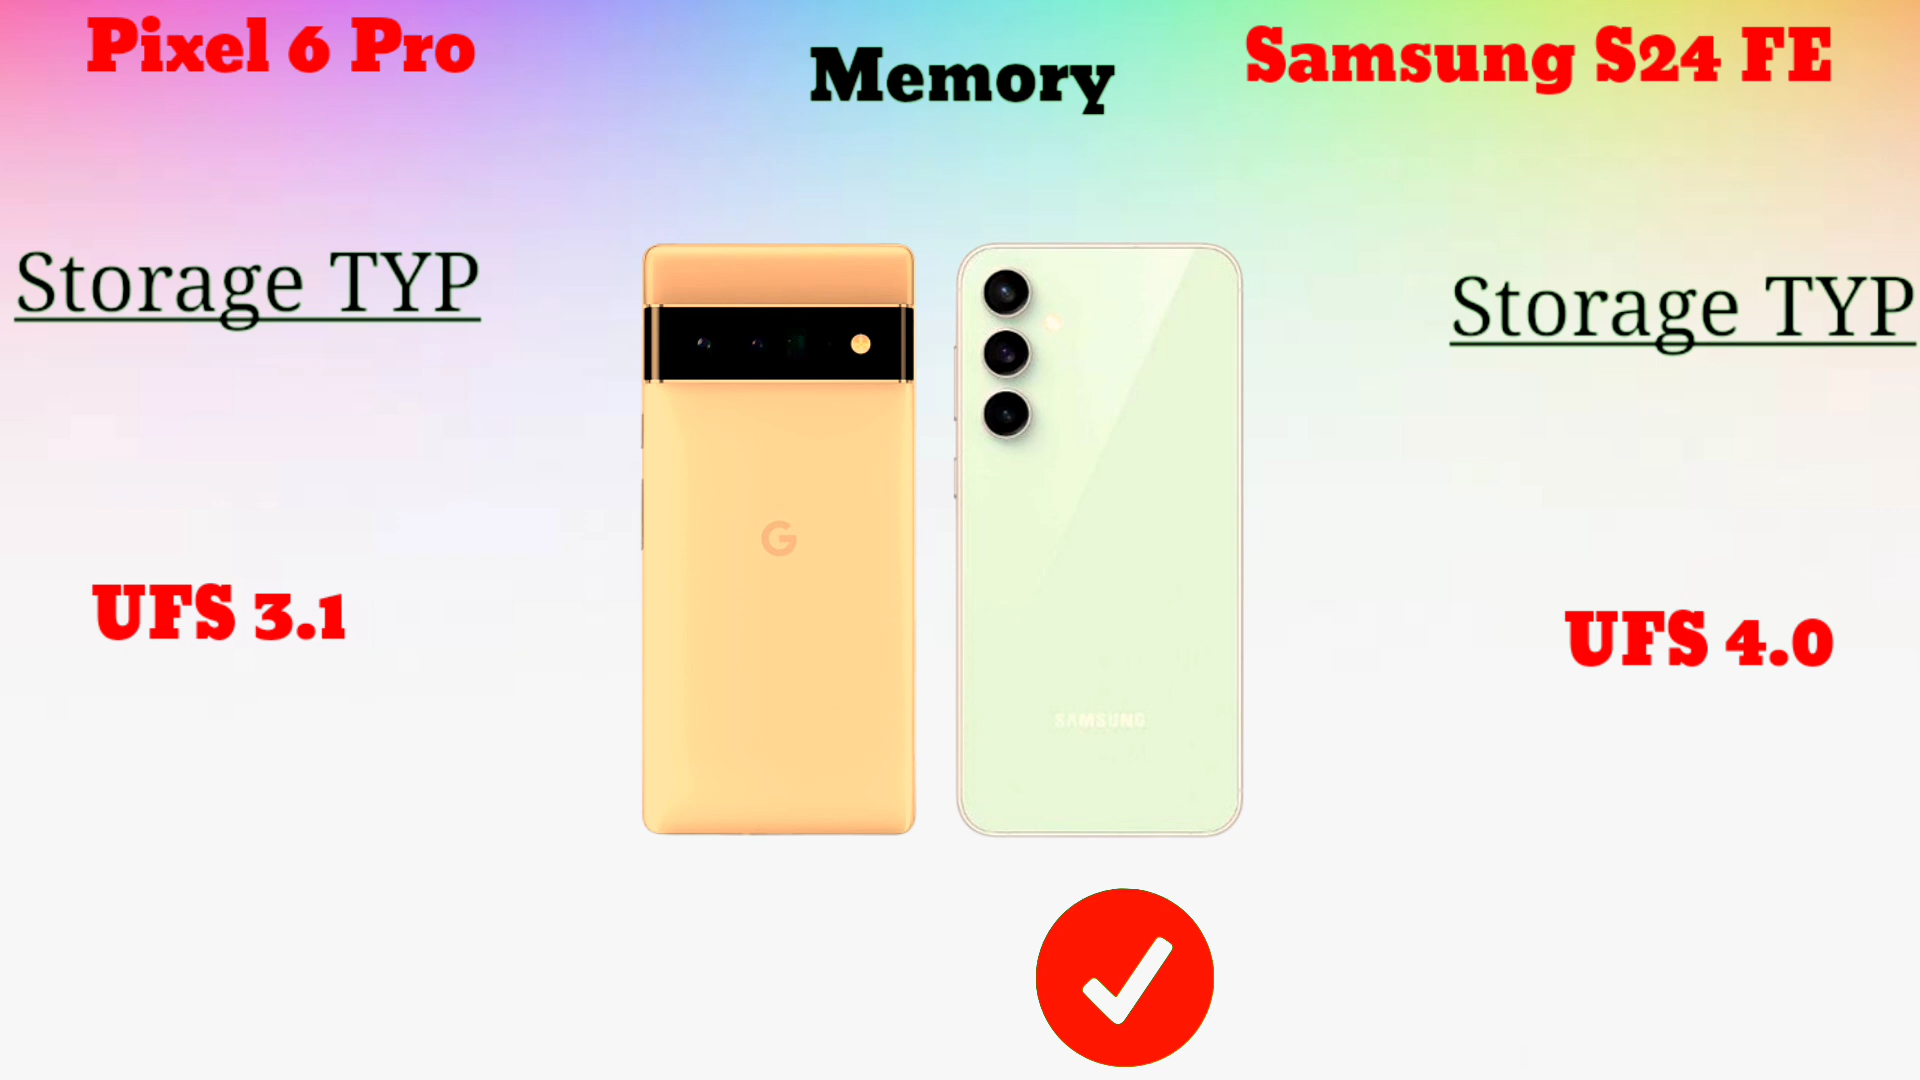 Pixel 6 Pro
Memory
Samsung S24 FE
Storage TYP
Storage TYP
G
SAMSUNG
UFS 3.1
UFS 4.0